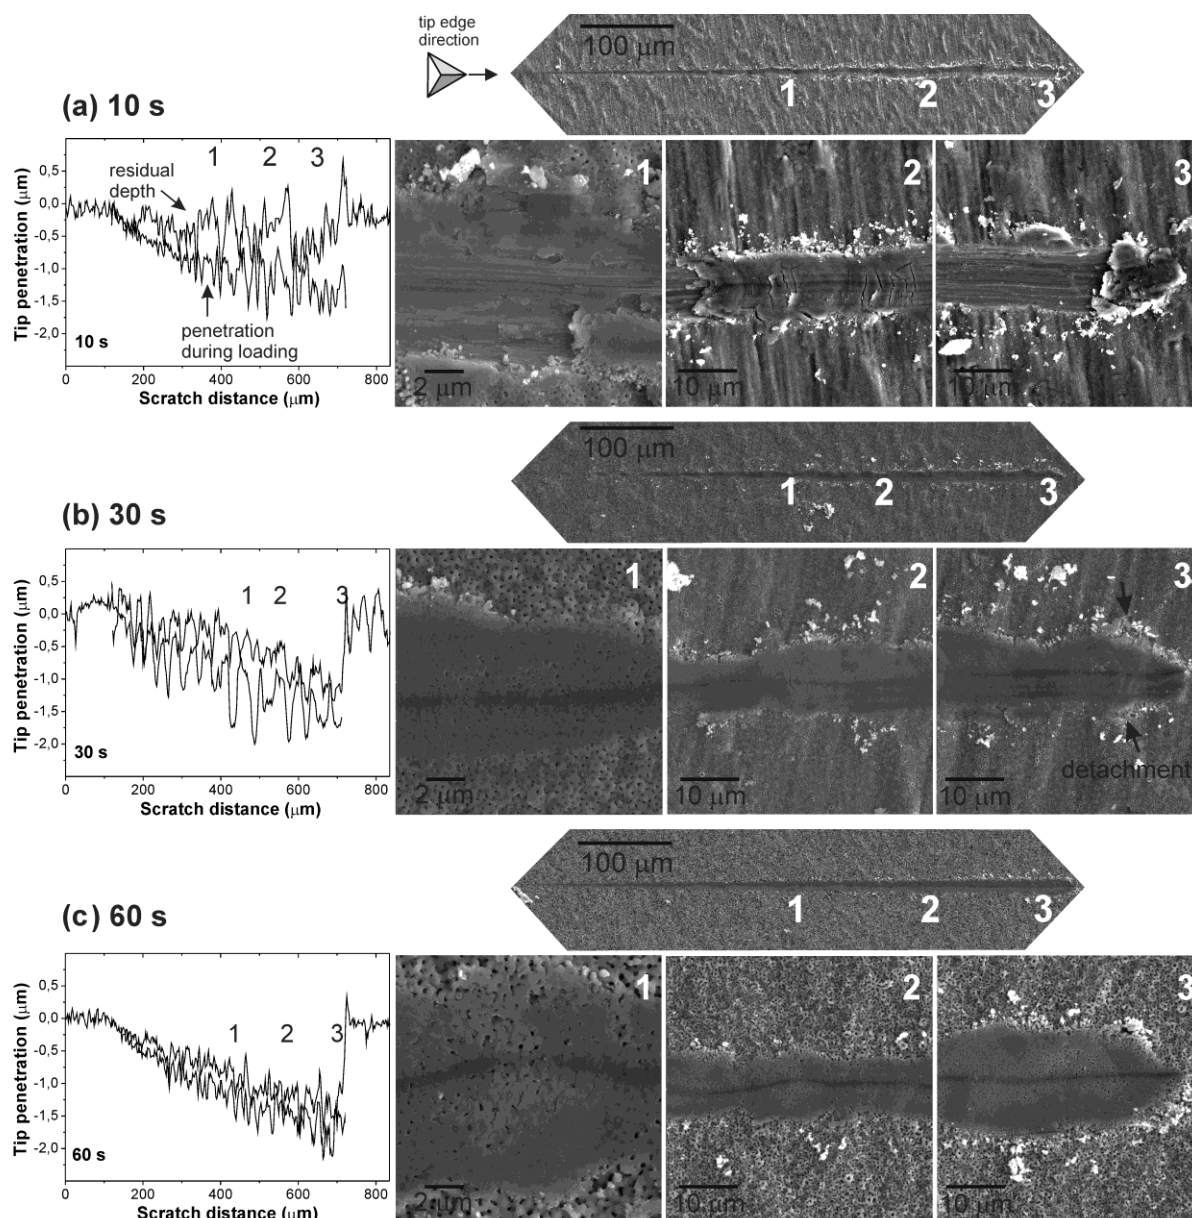 tip edge
direction
100 μm
1
2
3
(a) 10 s
Tip penetration (μm)
0,5
0,0
-0,5
-1,0
-1,5
-2,0
1
2
3
residual
depth
penetration
during loading
10 s
0 200 400 600 800
Scratch distance (μm)
1
2 μm
2
10 μm
3
10 μm
100 μm
1
2
3
(b) 30 s
Tip penetration (μm)
0,5
0,0
-0,5
-1,0
-1,5
-2,0
1
2
3
30 s
0 200 400 600 800
Scratch distance (μm)
1
2 μm
2
10 μm
3
detachment
10 μm
100 μm
1
2
3
(c) 60 s
Tip penetration (μm)
0,5
0,0
-0,5
-1,0
-1,5
-2,0
1
2
3
60 s
0 200 400 600 800
Scratch distance (μm)
1
2 μm
2
10 μm
3
10 μm